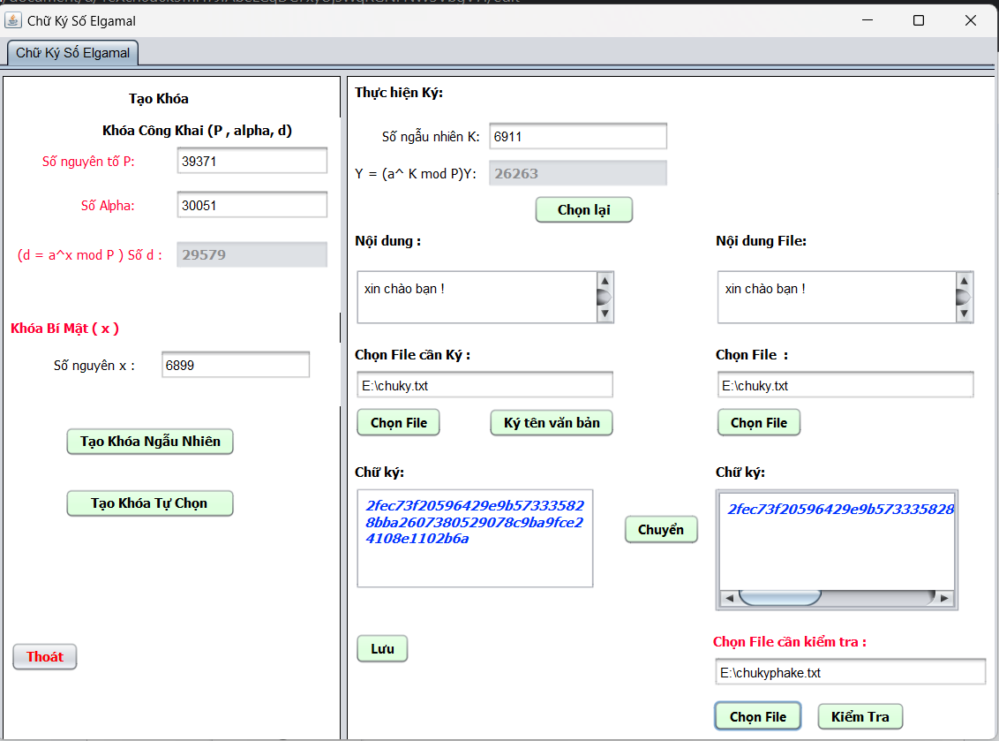 Chữ Ký Số Elgamal
Chữ Ký Số Elgamal
Tạo Khóa
Khóa Công Khai (P , alpha, d)
Số nguyên tố P:
39371
Số Alpha:
30051
(d = a^x mod P ) Số d :
29579
Khóa Bí Mật ( x )
Số nguyên x :
6899
Tạo Khóa Ngẫu Nhiên
Tạo Khóa Tự Chọn
Thoát
Thực hiện Ký:
Số ngẫu nhiên K:
6911
Y = (a^ K mod P)Y:
26263
Chọn lại
Nội dung :
xin chào bạn !
Chọn File cần Ký :
E:\chuky.txt
Chọn File
Ký tên văn bản
Chữ ký:
2fec73f20596429e9b57333582
8bba2607380529078c9ba9fce2
4108e1102b6a
Chuyển
Lưu
Nội dung File:
xin chào bạn !
Chọn File :
E:\chuky.txt
Chọn File
Chữ ký:
2fec73f20596429e9b573335828
Chọn File cần kiểm tra :
E:\chukyphake.txt
Chọn File
Kiểm Tra